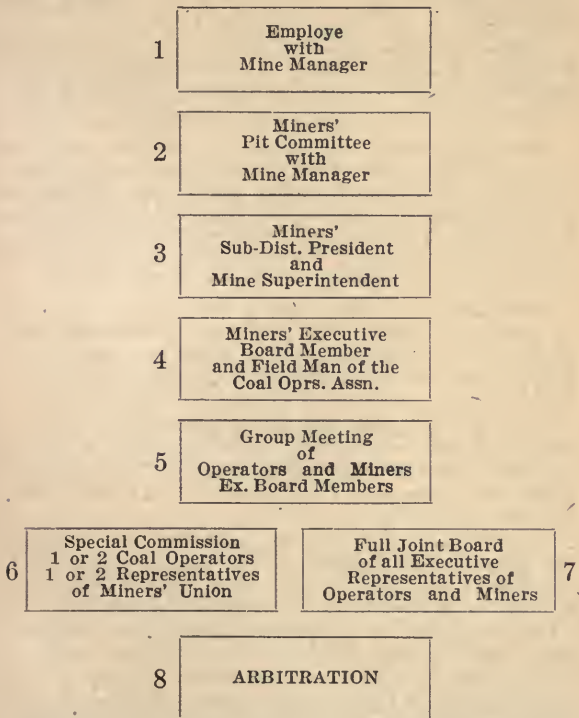 1
Employe
with
Mine Manager
2
Miners'
Pit Committee
with
Mine Manager
3
Miners'
Sub-Dist. President
and
Mine Superintendent
4
Miners' Executive
Board Member
and Field Man of the
Coal Oprs. Assn.
5
Group Meeting
of
Operators and Miners
Ex. Board Members
6
Special Commission
1 or 2 Coal Operators
1 or 2 Representatives
of Miners' Union
Full Joint Board
of all Executive
Representatives of
Operators and Miners
7
8
ARBITRATION